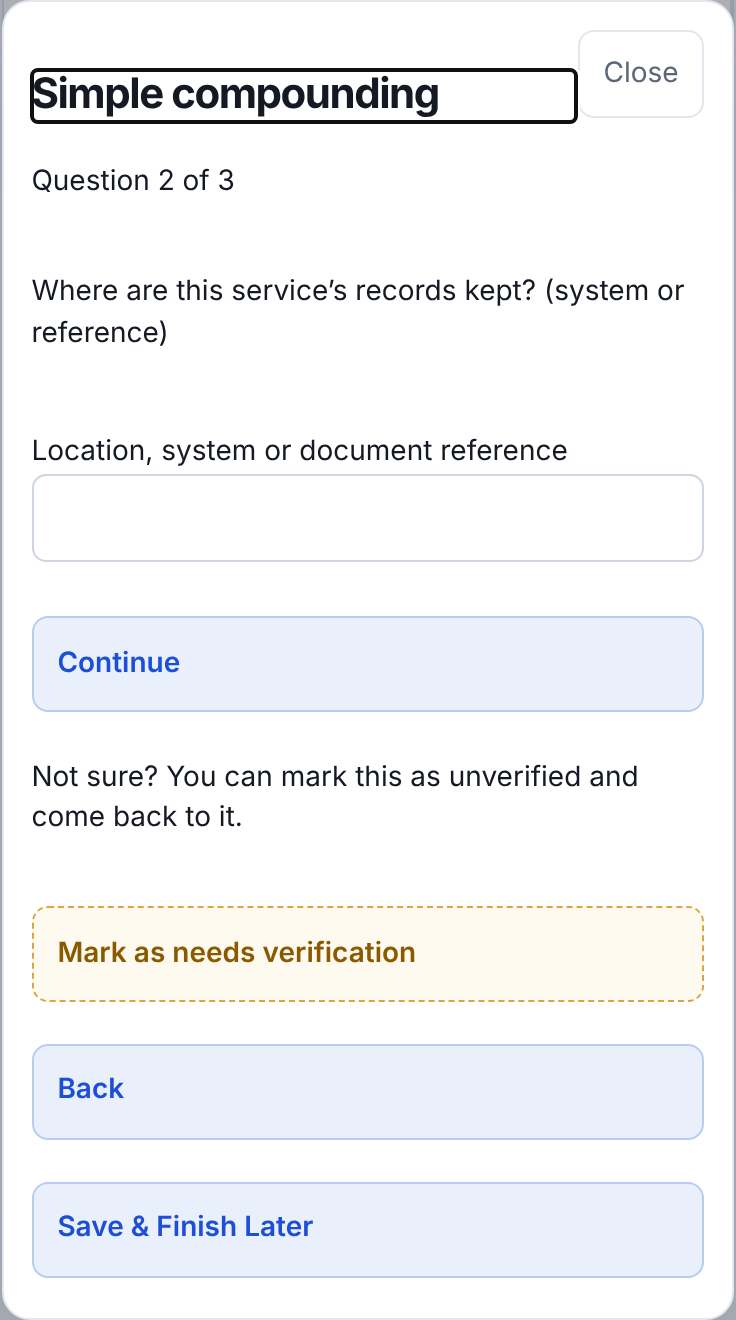 Simple compounding
Close
Question 2 of 3
Where are this service’s records kept? (system or
reference)
Location, system or document reference
Continue
Not sure? You can mark this as unverified and
come back to it.
Mark as needs verification
Back
Save & Finish Later